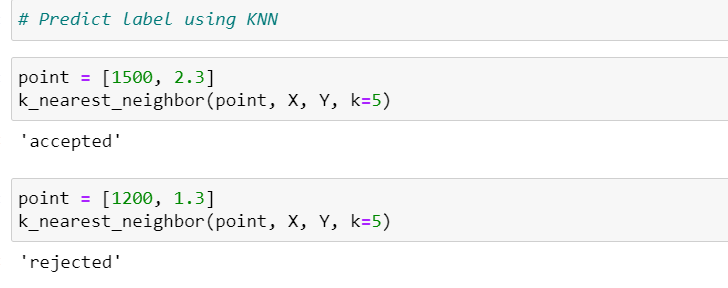 # Predict label using KNN
point = [1500, 2.3]
k_nearest_neighbor(point, X, Y, k=5)
'accepted'
point = [1200, 1.3]
k_nearest_neighbor(point, X, Y, k=5)
'rejected'